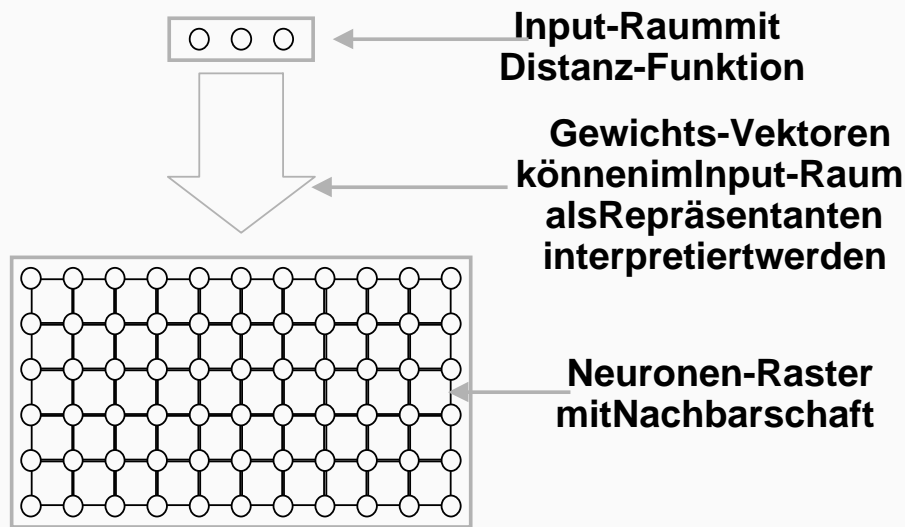 Input-Raummit
Distanz-Funktion
Gewichts-Vektoren
könnenimInput-Raum
alsRepräsentanten
interpretiertwerden
Neuronen-Raster
mitNachbarschaft